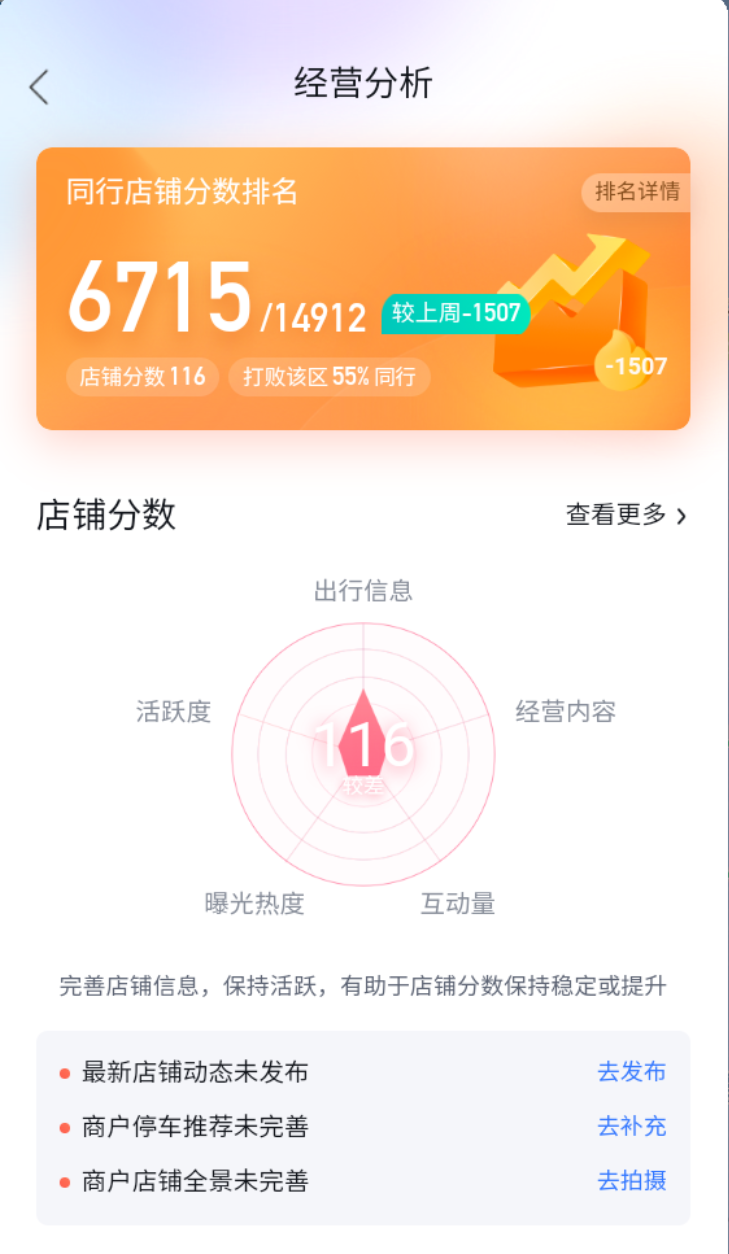 经营分析
同行店铺分数排名
排名详情
6715/14912 较上周-1507
-1507
店铺分数 116 打败该区 55% 同行
店铺分数
查看更多 ›
出行信息
活跃度
经营内容
116
较差
曝光热度
互动量
完善店铺信息，保持活跃，有助于店铺分数保持稳定或提升
最新店铺动态未发布 去发布
商户停车推荐未完善 去补充
商户店铺全景未完善 去拍摄